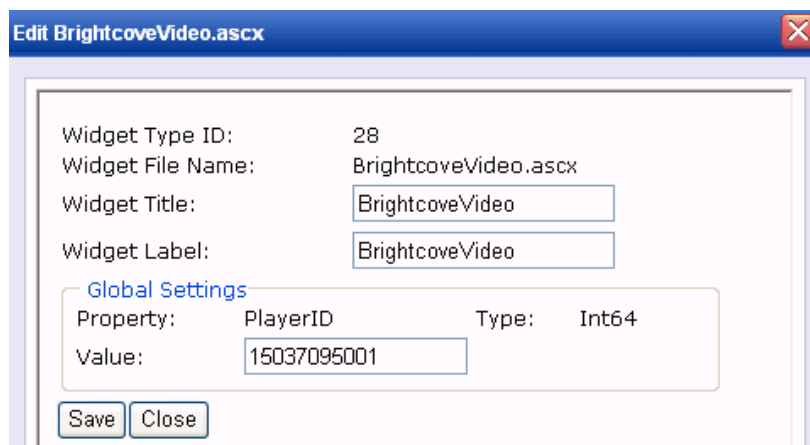 Edit BrightcoveVideo.ascx
Widget Type ID: 28
Widget File Name: BrightcoveVideo.ascx
Widget Title: BrightcoveVideo
Widget Label: BrightcoveVideo
Global Settings
Property: PlayerID Type: Int64
Value: 15037095001
Save Close